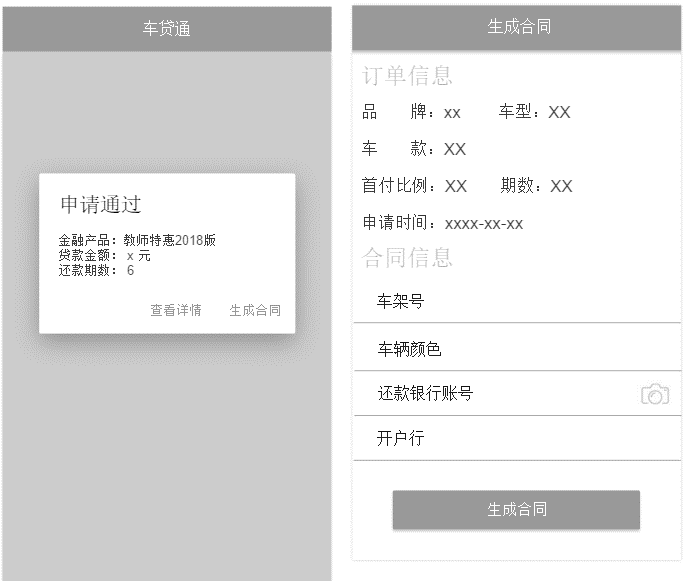 车贷通
申请通过
金融产品：教师特惠2018版
贷款金额： x 元
还款期数： 6
查看详情 生成合同
生成合同
订单信息
品 牌：xx 车型：XX
车 款：XX
首付比例：XX 期数：XX
申请时间：xxxx-xx-xx
合同信息
车架号
车辆颜色
还款银行账号
开户行
生成合同